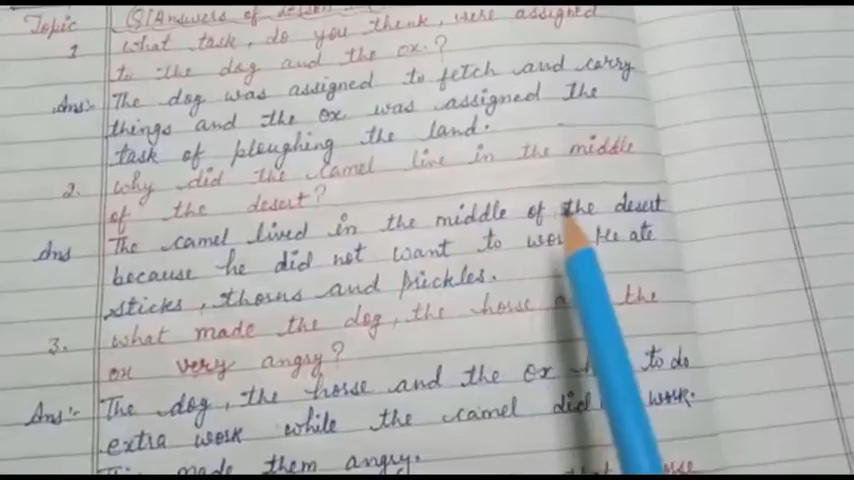 Topic Q/Answers of lesson
1 what task, do you think, were assigned
to the dog and the ox.?
Ans:- The dog was assigned to fetch and carry
things and the ox was assigned the
task of ploughing the land.
2. why did the camel live in the middle
of the desert?
Ans The camel lived in the middle of the desert
because he did not want to work He ate
sticks, thorns and prickles.
3. what made the dog, the horse the
ox very angry?
Ans:- The dog, the horse and the ox to do
extra work while the camel did work.
This made them angry.